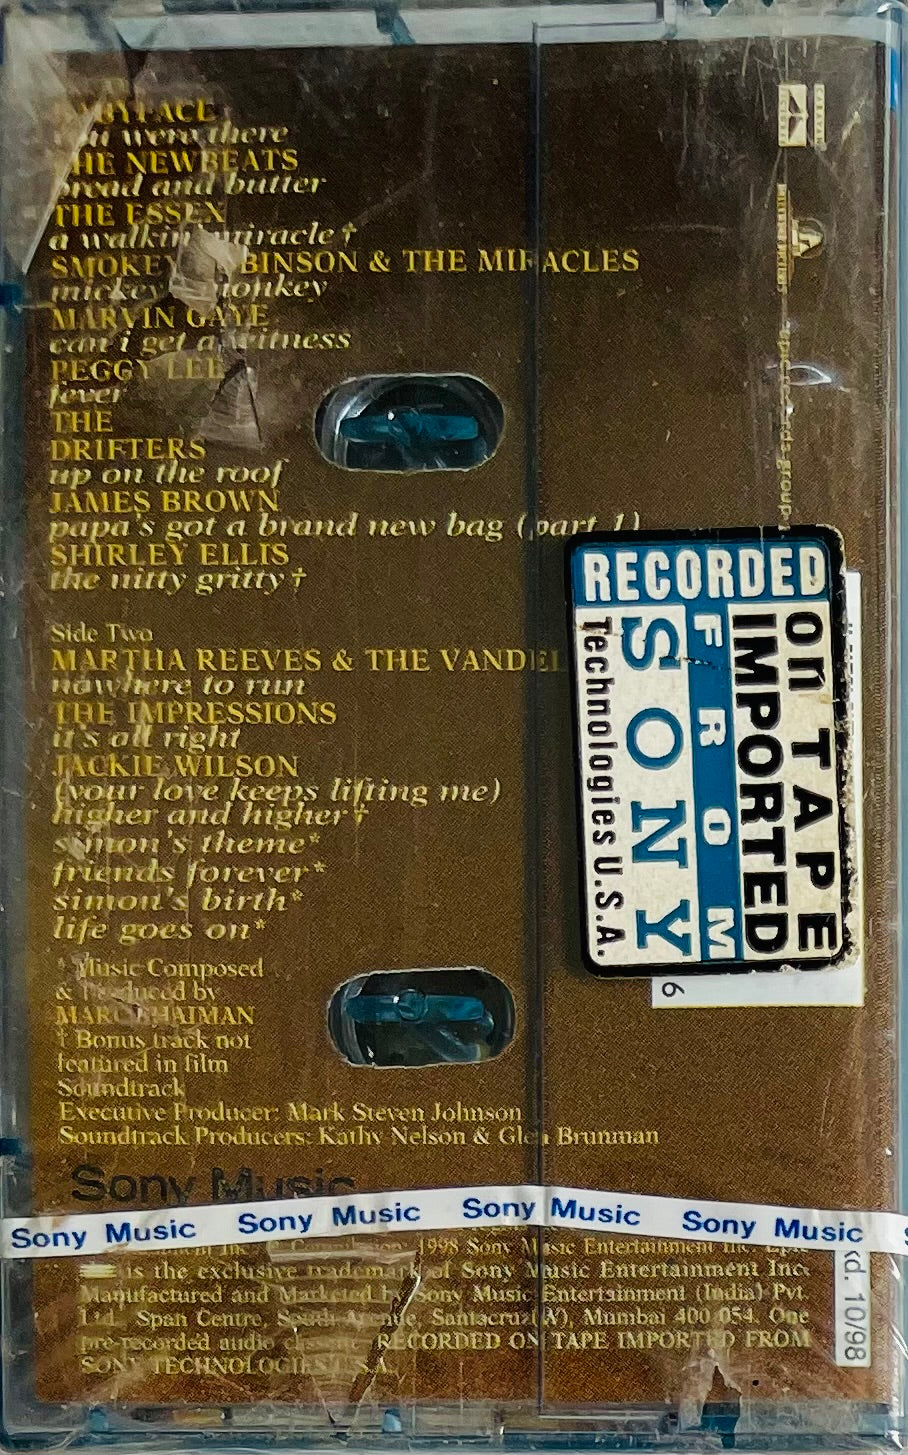 BABYFACE
you were there
THE NEWBEATS
bread and butter
THE ESSEX
a walkin' miracle †
SMOKEY ROBINSON & THE MIRACLES
mickey's monkey
MARVIN GAYE
can i get a witness
PEGGY LEE
fever
THE
DRIFTERS
up on the roof
JAMES BROWN
papa's got a brand new bag (part 1)
SHIRLEY ELLIS
the nitty gritty †
Side Two
MARTHA REEVES & THE VANDEL
nowhere to run
THE IMPRESSIONS
it's all right
JACKIE WILSON
(your love keeps lifting me)
higher and higher †
simon's theme*
friends forever*
simon's birth*
life goes on*
* Music Composed
& Produced by
MARC SHAIMAN
† Bonus track not
featured in film
Soundtrack
Executive Producer: Mark Steven Johnson
Soundtrack Producers: Kathy Nelson & Glen Brunman
Sony Music
Sony Music Sony Music Sony Music Sony Music S
1998 Sony Music Entertainment Inc.
is the exclusive trademark of Sony Music Entertainment Inc.
Manufactured and Marketed by Sony Music Entertainment (India) Pvt.
Ltd., Span Centre, South Avenue, Santacruz (W), Mumbai 400 054. One
pre-recorded audio cassette. RECORDED ON TAPE IMPORTED FROM
SONY TECHNOLOGIES U.S.A.
RECORDED
on TAPE
IMPORTED
FROM
SONY
Technologies U.S.A.
6
kd. 10/98
CARAVAN
PICTURES
epic records group